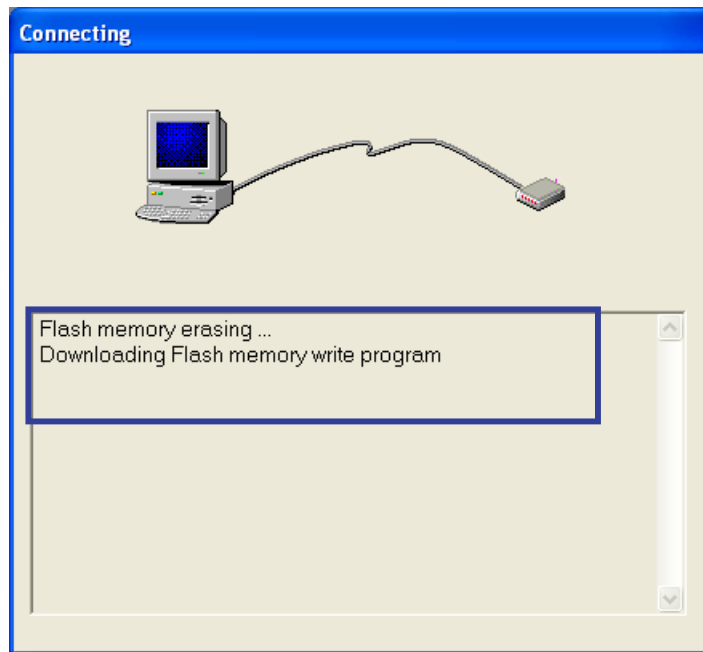 Connecting
Flash memory erasing ...
Downloading Flash memory write program